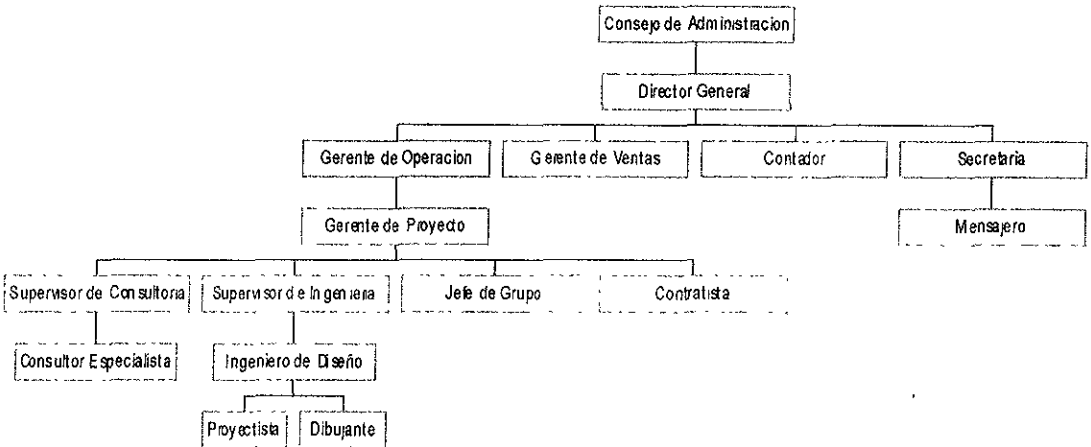 Consejo de Administracion
Director General
Gerente de Operacion
Gerente de Ventas
Contador
Secretaria
Gerente de Proyecto
Mensajero
Supervisor de Consultoria
Supervisor de Ingenieria
Jefe de Grupo
Contratista
Consultor Especialista
Ingeniero de Diseño
Proyectista
Dibujante